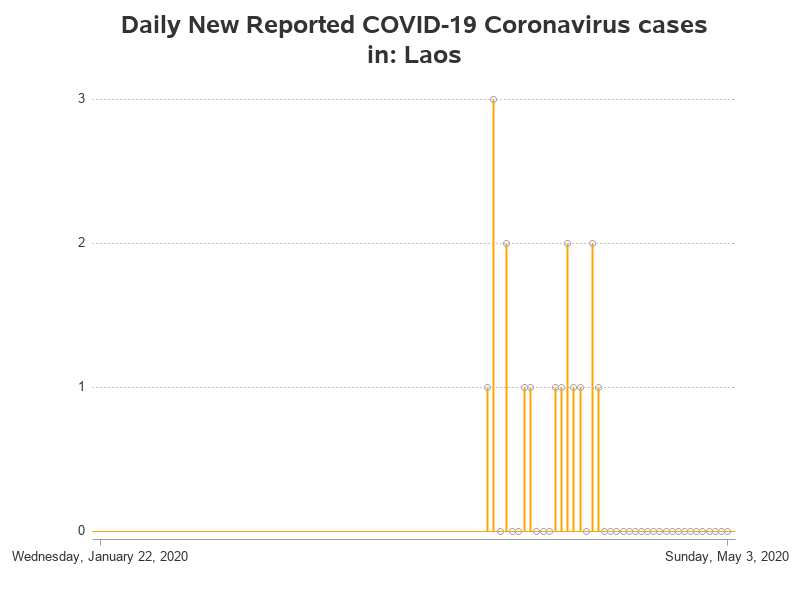 Daily New Reported COVID-19 Coronavirus cases
in: Laos
3
2
1
0
Wednesday, January 22, 2020
Sunday, May 3, 2020